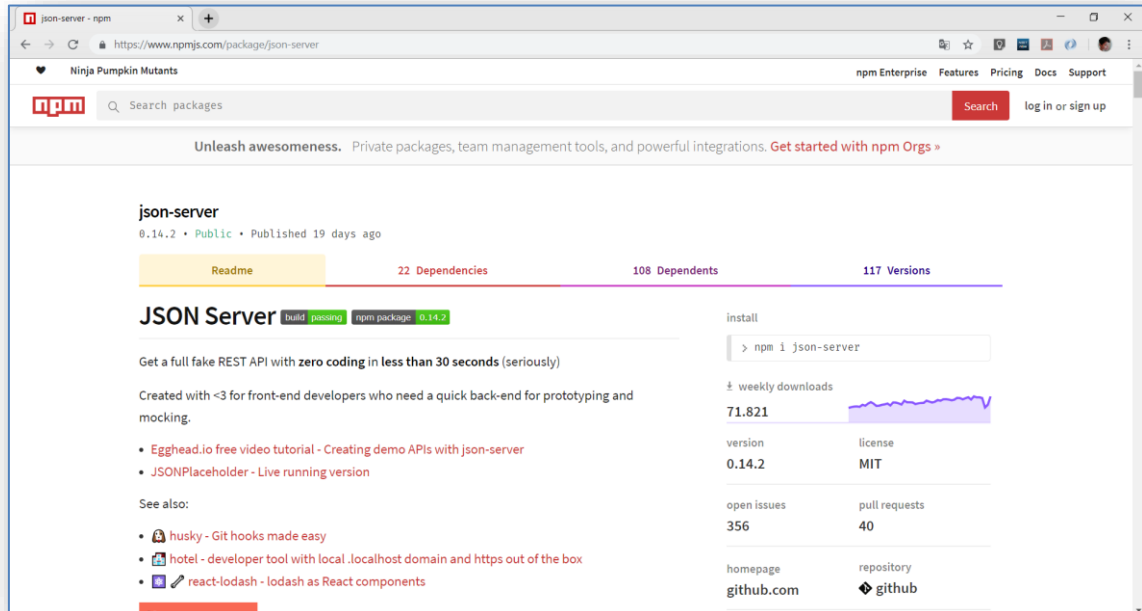 json-server - npm
https://www.npmjs.com/package/json-server
Ninja Pumpkin Mutants
npm Enterprise Features Pricing Docs Support
npm
Search packages
Search
log in or sign up
Unleash awesomeness. Private packages, team management tools, and powerful integrations. Get started with npm Orgs »
json-server
0.14.2 • Public • Published 19 days ago
Readme
22 Dependencies
108 Dependents
117 Versions
JSON Server build passing npm package 0.14.2
Get a full fake REST API with zero coding in less than 30 seconds (seriously)
Created with <3 for front-end developers who need a quick back-end for prototyping and
mocking.
• Egghead.io free video tutorial - Creating demo APIs with json-server
• JSONPlaceholder - Live running version
See also:
• husky - Git hooks made easy
• hotel - developer tool with local .localhost domain and https out of the box
• react-lodash - lodash as React components
install
> npm i json-server
weekly downloads
71.821
version
license
0.14.2
MIT
open issues
pull requests
356
40
homepage
repository
github.com
github